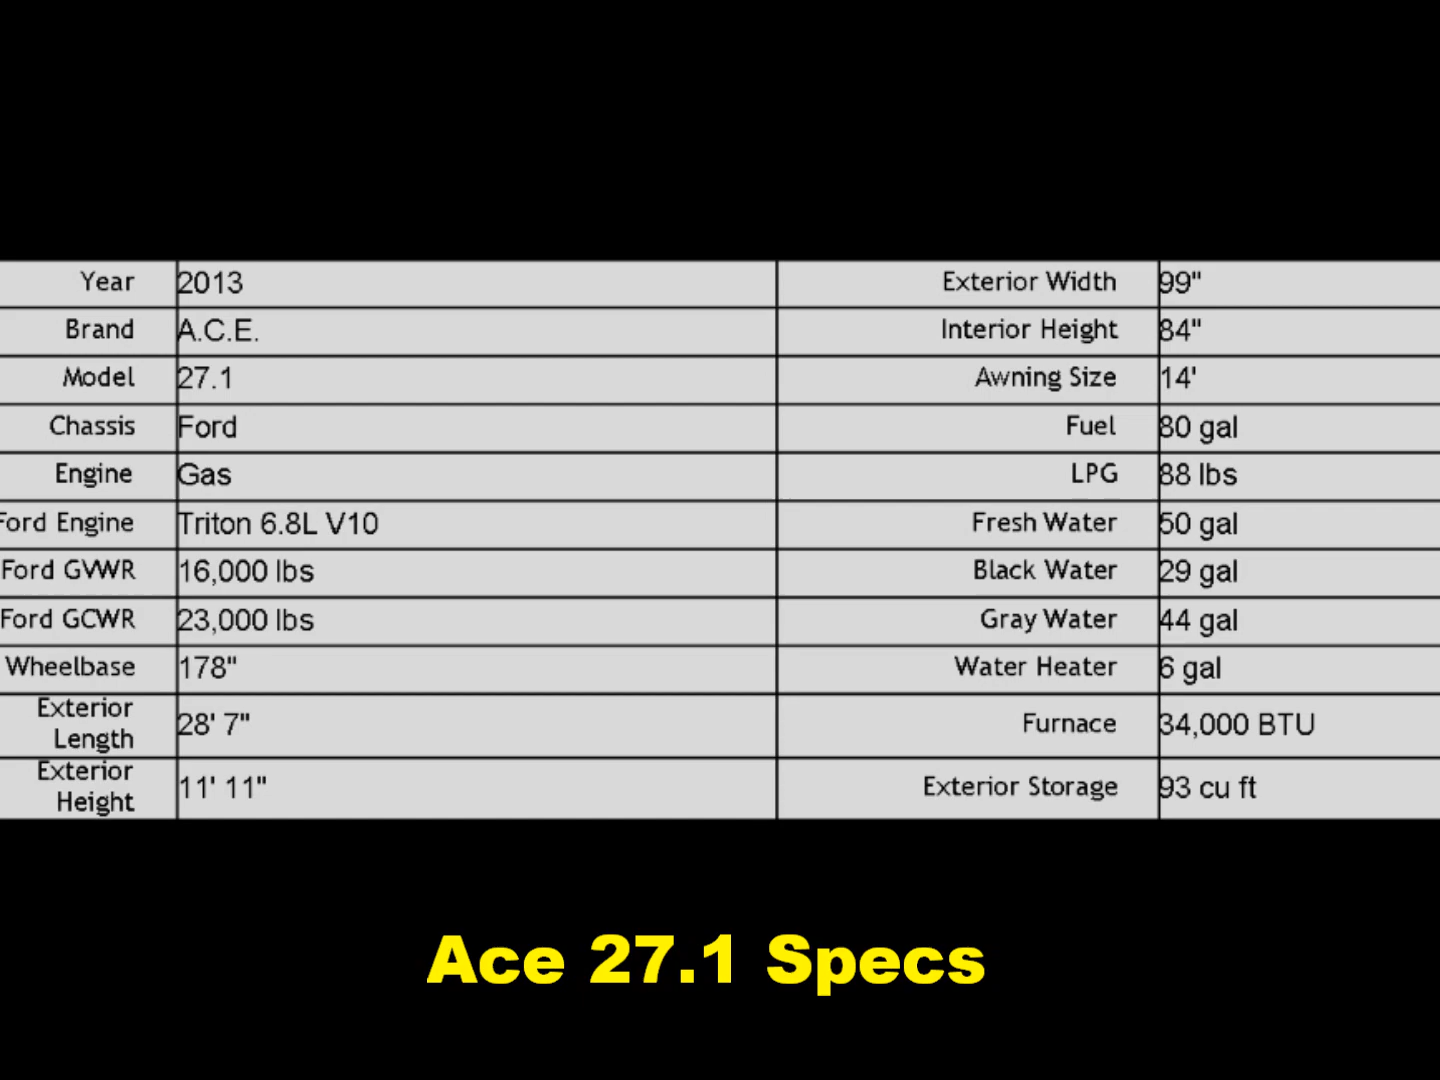 Year 2013 Exterior Width 99"
Brand A.C.E. Interior Height 84"
Model 27.1 Awning Size 14'
Chassis Ford Fuel 80 gal
Engine Gas LPG 88 lbs
Ford Engine Triton 6.8L V10 Fresh Water 50 gal
Ford GVWR 16,000 lbs Black Water 29 gal
Ford GCWR 23,000 lbs Gray Water 44 gal
Wheelbase 178" Water Heater 6 gal
Exterior
Length 28' 7" Furnace 34,000 BTU
Exterior
Height 11' 11" Exterior Storage 93 cu ft
Ace 27.1 Specs